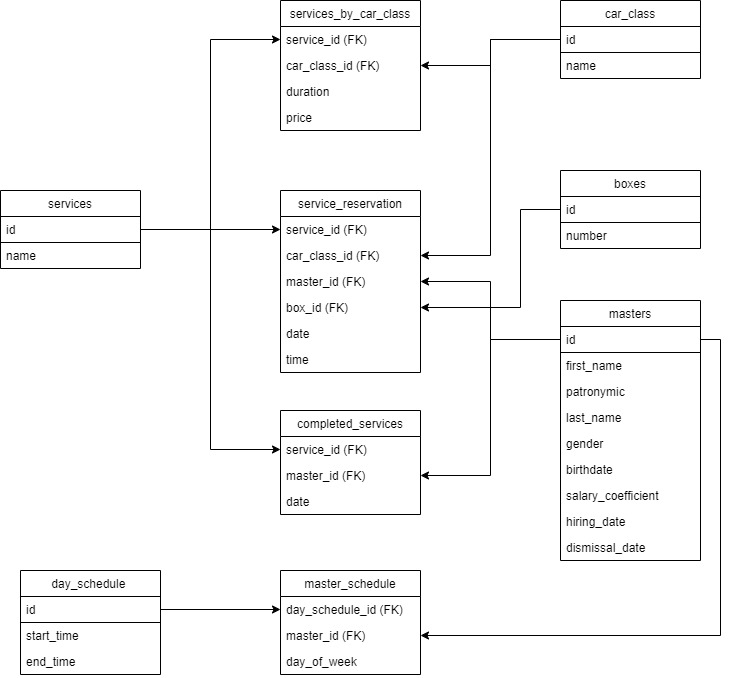 services_by_car_class
service_id (FK)
car_class_id (FK)
duration
price
car_class
id
name
services
id
name
service_reservation
service_id (FK)
car_class_id (FK)
master_id (FK)
box_id (FK)
date
time
boxes
id
number
masters
id
first_name
patronymic
last_name
gender
birthdate
salary_coefficient
hiring_date
dismissal_date
completed_services
service_id (FK)
master_id (FK)
date
day_schedule
id
start_time
end_time
master_schedule
day_schedule_id (FK)
master_id (FK)
day_of_week